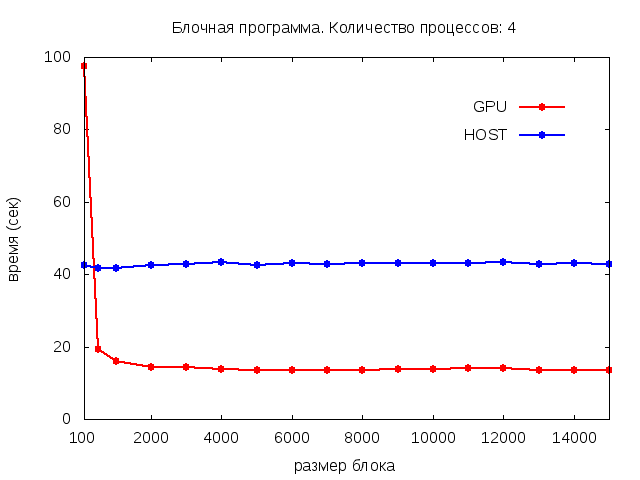 Блочная программа. Количество процессов: 4
100
80
60
40
20
0
время (сек)
GPU
HOST
100 2000 4000 6000 8000 10000 12000 14000
размер блока